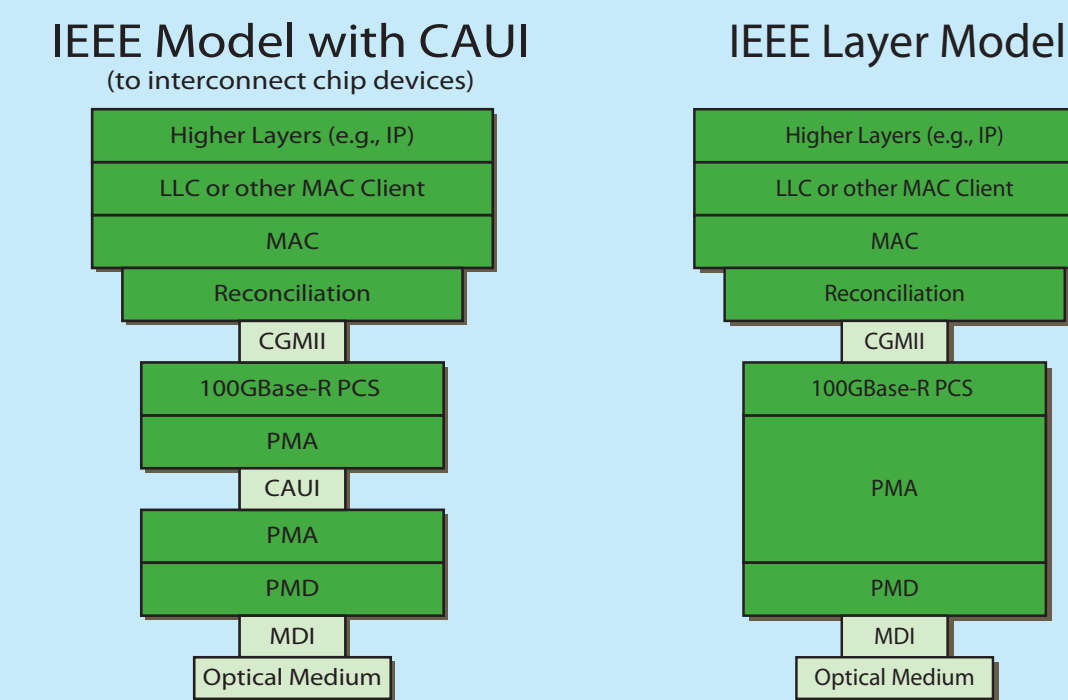 IEEE Model with CAUI
(to interconnect chip devices)
Higher Layers (e.g., IP)
LLC or other MAC Client
MAC
Reconciliation
CGMII
100GBase-R PCS
PMA
CAUI
PMA
PMD
MDI
Optical Medium
IEEE Layer Model
Higher Layers (e.g., IP)
LLC or other MAC Client
MAC
Reconciliation
CGMII
100GBase-R PCS
PMA
PMD
MDI
Optical Medium